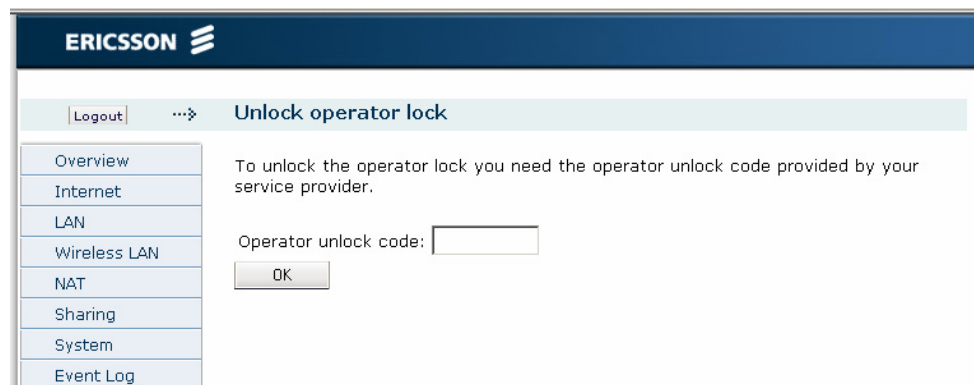 ERICSSON
Logout
Unlock operator lock
Overview
Internet
LAN
Wireless LAN
NAT
Sharing
System
Event Log
To unlock the operator lock you need the operator unlock code provided by your
service provider.
Operator unlock code:
OK